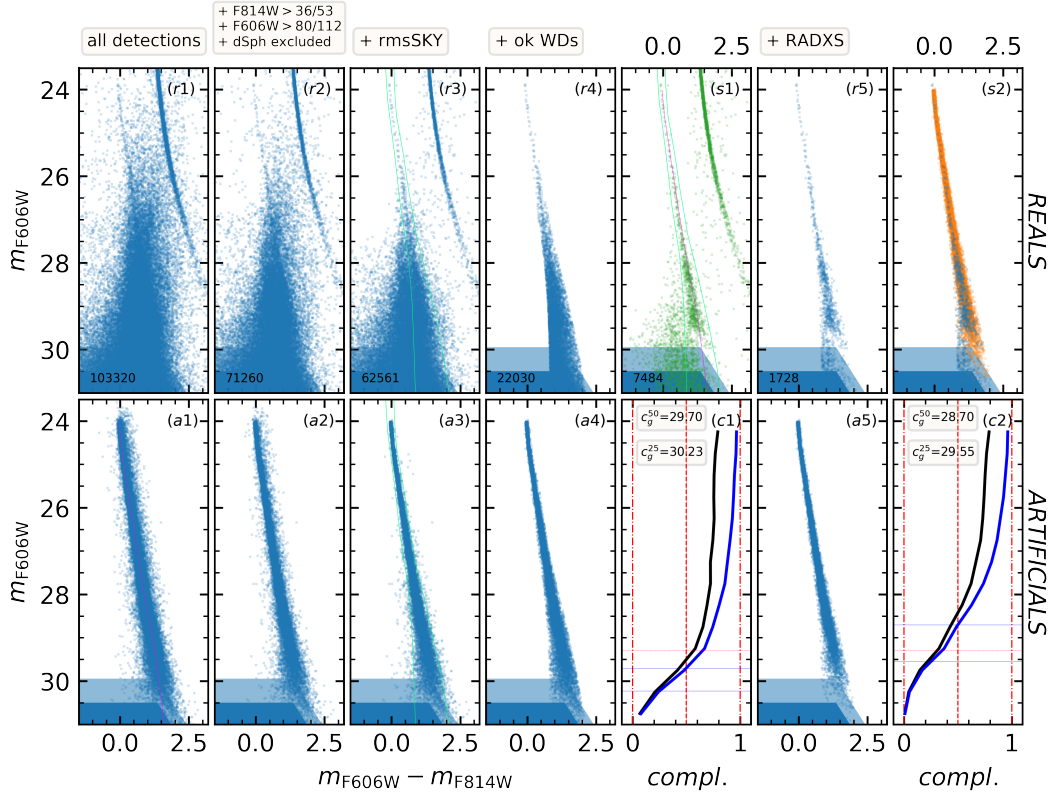 all detections
+ F814W > 36/53
+ F606W > 80/112
+ dSph excluded
+ rmsSKY
+ ok WDs
0.0 2.5
+ RADXS
0.0 2.5
24
26
28
30
m_F606W
(r1)
103320
(r2)
71260
(r3)
62561
(r4)
22030
(s1)
7484
(r5)
1728
(s2)
REALS
24
26
28
30
m_F606W
(a1)
(a2)
(a3)
(a4)
c_g^50=29.70
c_g^25=30.23
(c1)
(a5)
c_g^50=28.70
c_g^25=29.55
(c2)
ARTIFICIALS
0.0 2.5
0.0 2.5
0.0 2.5
0.0 2.5
0 1
0.0 2.5
0 1
m_F606W − m_F814W
compl.
compl.